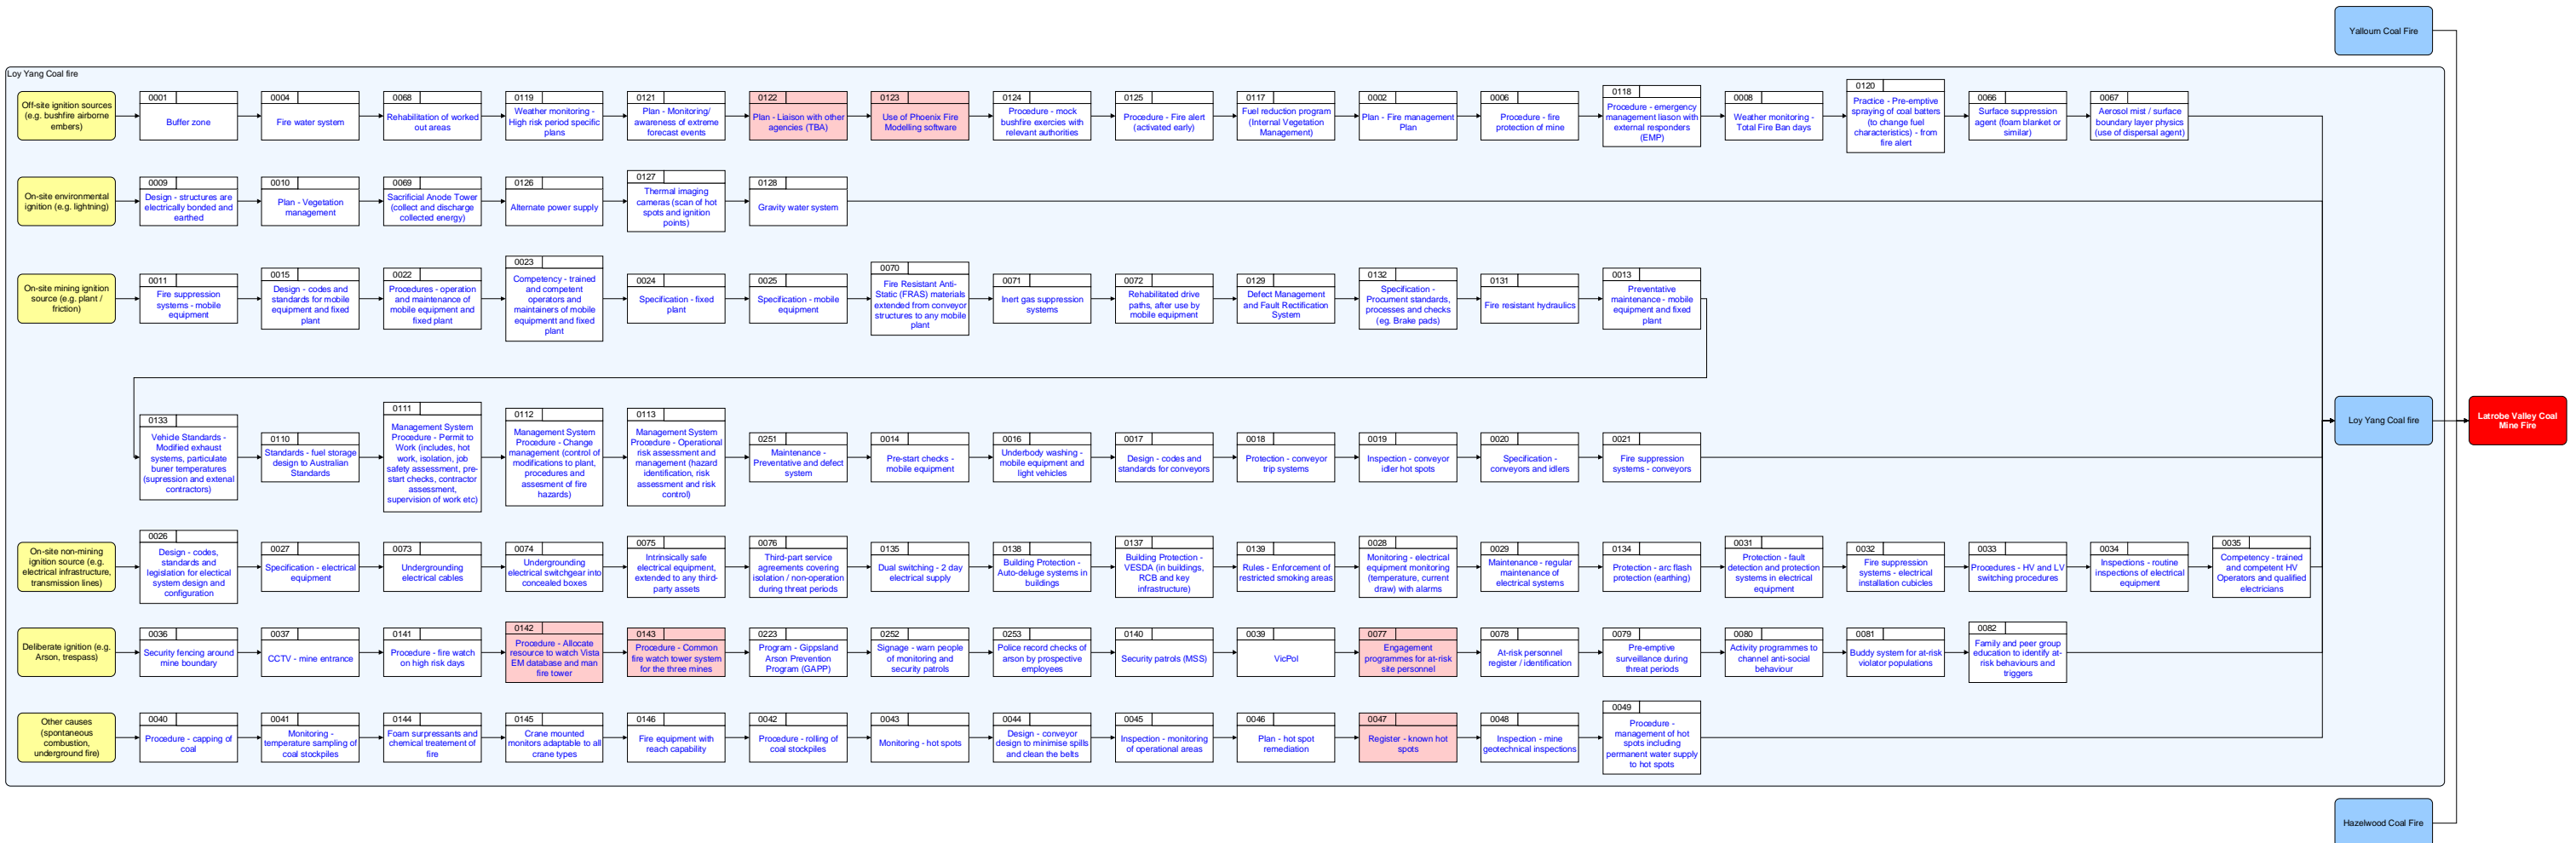 Yalloum Coal Fire
Loy Yang Coal fire
Off-site ignition sources
(e.g. bushfire airborne
embers)
0001
Buffer zone
0004
Fire water system
0068
Rehabilitation of worked
out areas
0119
Weather monitoring -
High risk period specific
plans
0121
Plan - Monitoring/
awareness of extreme
forecast events
0122
Plan - Liaison with other
agencies (TBA)
0123
Use of Phoenix Fire
Modelling software
0124
Procedure - mock
bushfire exercies with
relevant authorities
0125
Procedure - Fire alert
(activated early)
0117
Fuel reduction program
(Internal Vegetation
Management)
0002
Plan - Fire management
Plan
0006
Procedure - fire
protection of mine
0118
Procedure - emergency
management liason with
external responders
(EMP)
0008
Weather monitoring -
Total Fire Ban days
0120
Practice - Pre-emptive
spraying of coal batters
(to change fuel
characteristics) - from
fire alert
0066
Surface suppression
agent (foam blanket or
similar)
0067
Aerosol mist / surface
boundary layer physics
(use of dispersal agent)
On-site environmental
ignition (e.g. lightning)
0009
Design - structures are
electrically bonded and
earthed
0010
Plan - Vegetation
management
0069
Sacrificial Anode Tower
(collect and discharge
collected energy)
0126
Alternate power supply
0127
Thermal imaging
cameras (scan of hot
spots and ignition
points)
0128
Gravity water system
On-site mining ignition
source (e.g. plant /
friction)
0011
Fire suppression
systems - mobile
equipment
0015
Design - codes and
standards for mobile
equipment and fixed
plant
0022
Procedures - operation
and maintenance of
mobile equipment and
fixed plant
0023
Competency - trained
and competent
operators and
maintainers of mobile
equipmentt and fixed
plant
0024
Specification - fixed
plant
0025
Specification - mobile
equipment
0070
Fire Resistant Anti-
Static (FRAS) materials
extended from conveyor
structures to any mobile
plant
0071
Inert gas suppression
systems
0072
Rehabilitated drive
paths, after use by
mobile equipment
0129
Defect Management
and Fault Rectification
System
0132
Specification -
Procument standards,
processes and checks
(eg. Brake pads)
0131
Fire resistant hydraulics
0013
Preventative
maintenance - mobile
equipment and fixed
plant
0133
Vehicle Standards -
Modified exhaust
systems, particulate
buner temperatures
(supression and extenal
contractors)
0110
Standards - fuel storage
design to Australian
Standards
0111
Management System
Procedure - Permit to
Work (includes, hot
work, isolation, job
safety assessment, pre-
start checks, contractor
assessment,
supervision of work etc)
0112
Management System
Procedure - Change
management (control of
modifications to plant,
procedures and
assesment of fire
hazards)
0113
Management System
Procedure - Operational
risk assessment and
management (hazard
identification, risk
assessment and risk
control)
0251
Maintenance -
Preventative and defect
system
0014
Pre-start checks -
mobile equipment
0016
Underbody washing -
mobile equipment and
light vehicles
0017
Design - codes and
standards for conveyors
0018
Protection - conveyor
trip systems
0019
Inspection - conveyor
idler hot spots
0020
Specification -
conveyors and idlers
0021
Fire suppression
systems - conveyors
Loy Yang Coal fire
Latrobe Valley Coal
Mine Fire
On-site non-mining
ignition source (e.g.
electrical infrastructure,
transmission lines)
0026
Design - codes,
standards and
legislation for electical
system design and
configuration
0027
Specification - electrical
equipment
0073
Undergrounding
electrical cables
0074
Undergrounding
electrical switchgear into
concealed boxes
0075
Intrinsically safe
electrical equipment,
extended to any third-
party assets
0076
Third-part service
agreements covering
isolation / non-operation
during threat periods
0135
Dual switching - 2 day
electrical supply
0138
Building Protection -
Auto-deluge systems in
buildings
0137
Building Protection -
VESDA (in buildings,
RCB and key
infrastructure)
0139
Rules - Enforcement of
restricted smoking areas
0028
Monitoring - electrical
equipment monitoring
(temperature, current
draw) with alarms
0029
Maintenance - regular
maintenance of
electrical systems
0134
Protection - arc flash
protection (earthing)
0031
Protection - fault
detection and protection
systems in electrical
equipment
0032
Fire suppression
systems - electrical
installation cubicles
0033
Procedures - HV and LV
switching procedures
0034
Inspections - routine
inspections of electrical
equipment
0035
Competency - trained
and competent HV
Operators and qualified
electricians
Deliberate ignition (e.g.
Arson, trespass)
0036
Security fencing around
mine boundary
0037
CCTV - mine entrance
0141
Procedure - fire watch
on high risk days
0142
Procedure - Allocate
resource to watch Vista
EM database and man
fire tower
0143
Procedure - Common
fire watch tower system
for the three mines
0223
Program - Gippsland
Arson Prevention
Program (GAPP)
0252
Signage - warn people
of monitoring and
security patrols
0253
Police record checks of
arson by prospective
employees
0140
Security patrols (MSS)
0039
VicPol
0077
Engagement
programmes for at-risk
site personnel
0078
At-risk personnel
register / identification
0079
Pre-emptive
surveillance during
threat periods
0080
Activity programmes to
channel anti-social
behaviour
0081
Buddy system for at-risk
violator populations
0082
Family and peer group
education to identify at-
risk behaviours and
triggers
Other causes
(spontaneous
combustion,
underground fire)
0040
Procedure - capping of
coal
0041
Monitoring -
temperature sampling of
coal stockpiles
0144
Foam surpressants and
chemical treatement of
fire
0145
Crane mounted
monitors adaptable to all
crane types
0146
Fire equipment with
reach capability
0042
Procedure - rolling of
coal stockpiles
0043
Monitoring - hot spots
0044
Design - conveyor
design to minimise spills
and clean the belts
0045
Inspection - monitoring
of operational areas
0046
Plan - hot spot
remediation
0047
Register - known hot
spots
0048
Inspection - mine
geotechnical inspections
0049
Procedure -
management of hot
spots including
permanent water supply
to hot spots
Hazelwood Coal Fire